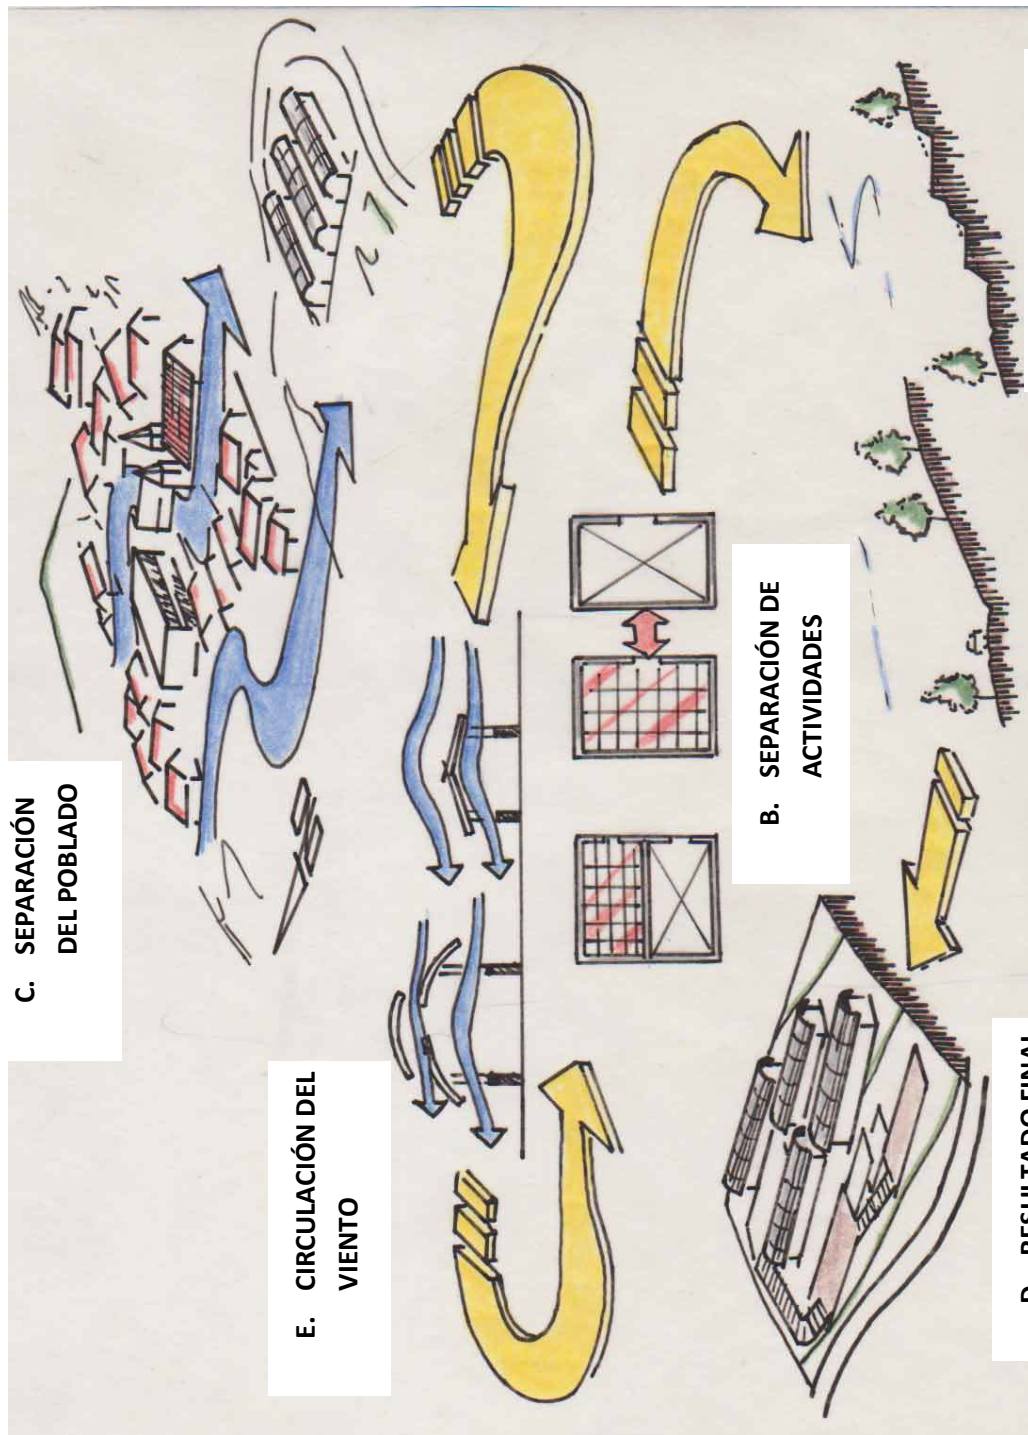 C. SEPARACIÓN
DEL POBLADO
E. CIRCULACIÓN DEL
VIENTO
B. SEPARACIÓN DE
ACTIVIDADES
D. RESULTADO FINAL